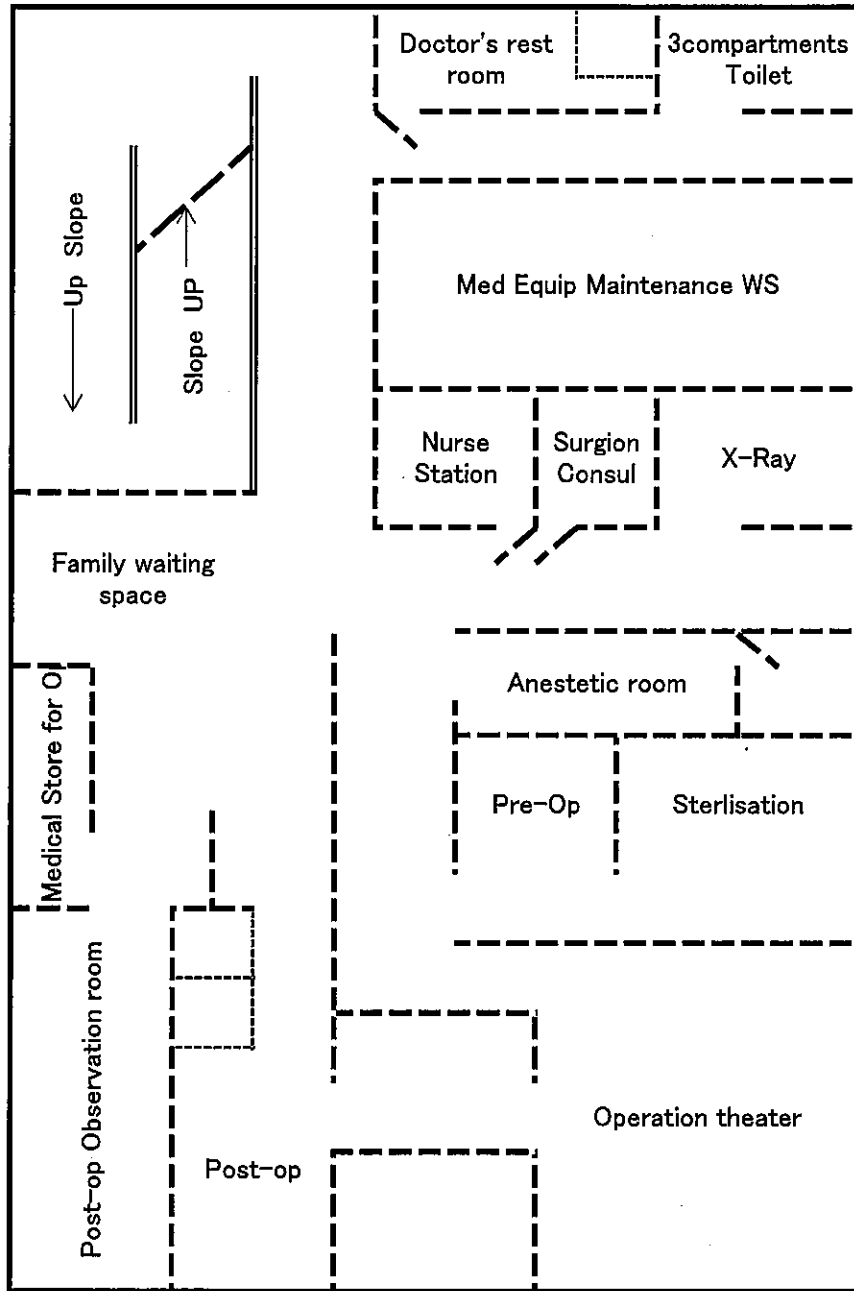 Doctor's rest
room
3compartments
Toilet
Up Slope
Slope UP
Med Equip Maintenance WS
Nurse
Station
Surgion
Consul
X-Ray
Family waiting
space
Medical Store for O
Anestetic room
Pre-Op
Sterlisation
Post-op Observation room
Post-op
Operation theater